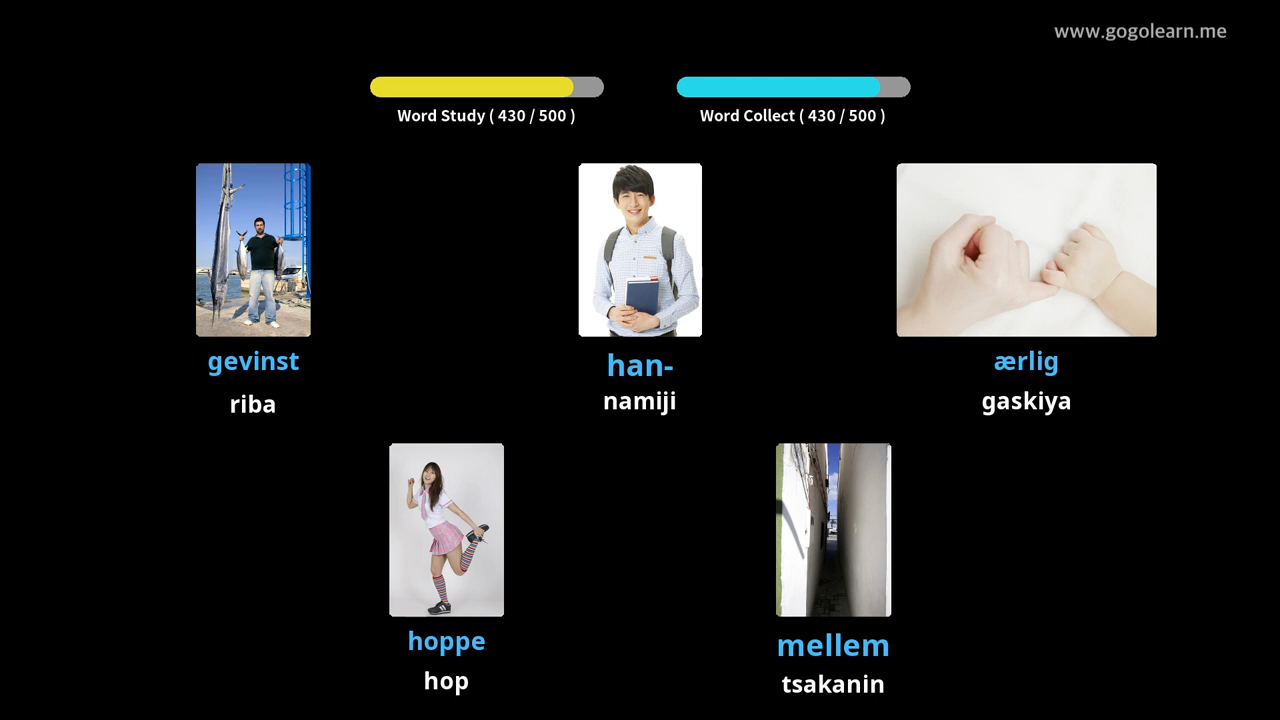 www.gogolearn.me
Word Study ( 430 / 500 )
Word Collect ( 430 / 500 )
gevinst
riba
han-
namiji
ærlig
gaskiya
hoppe
hop
mellem
tsakanin